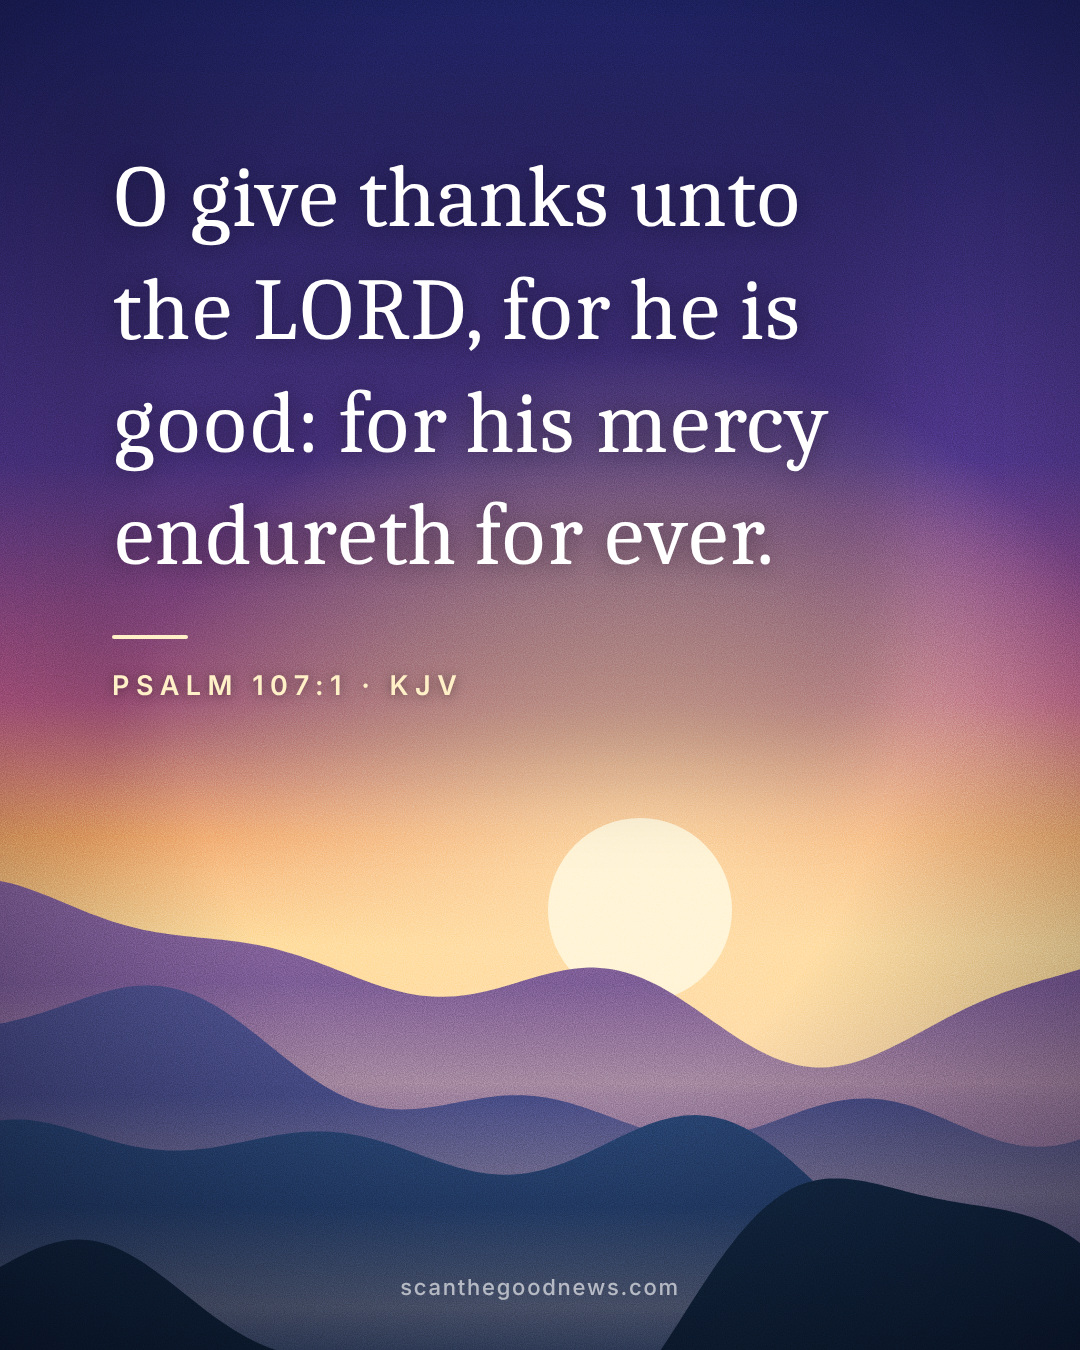 O give thanks unto
the LORD, for he is
good: for his mercy
endureth for ever.
PSALM 107:1 · KJV
scanthegoodnews.com